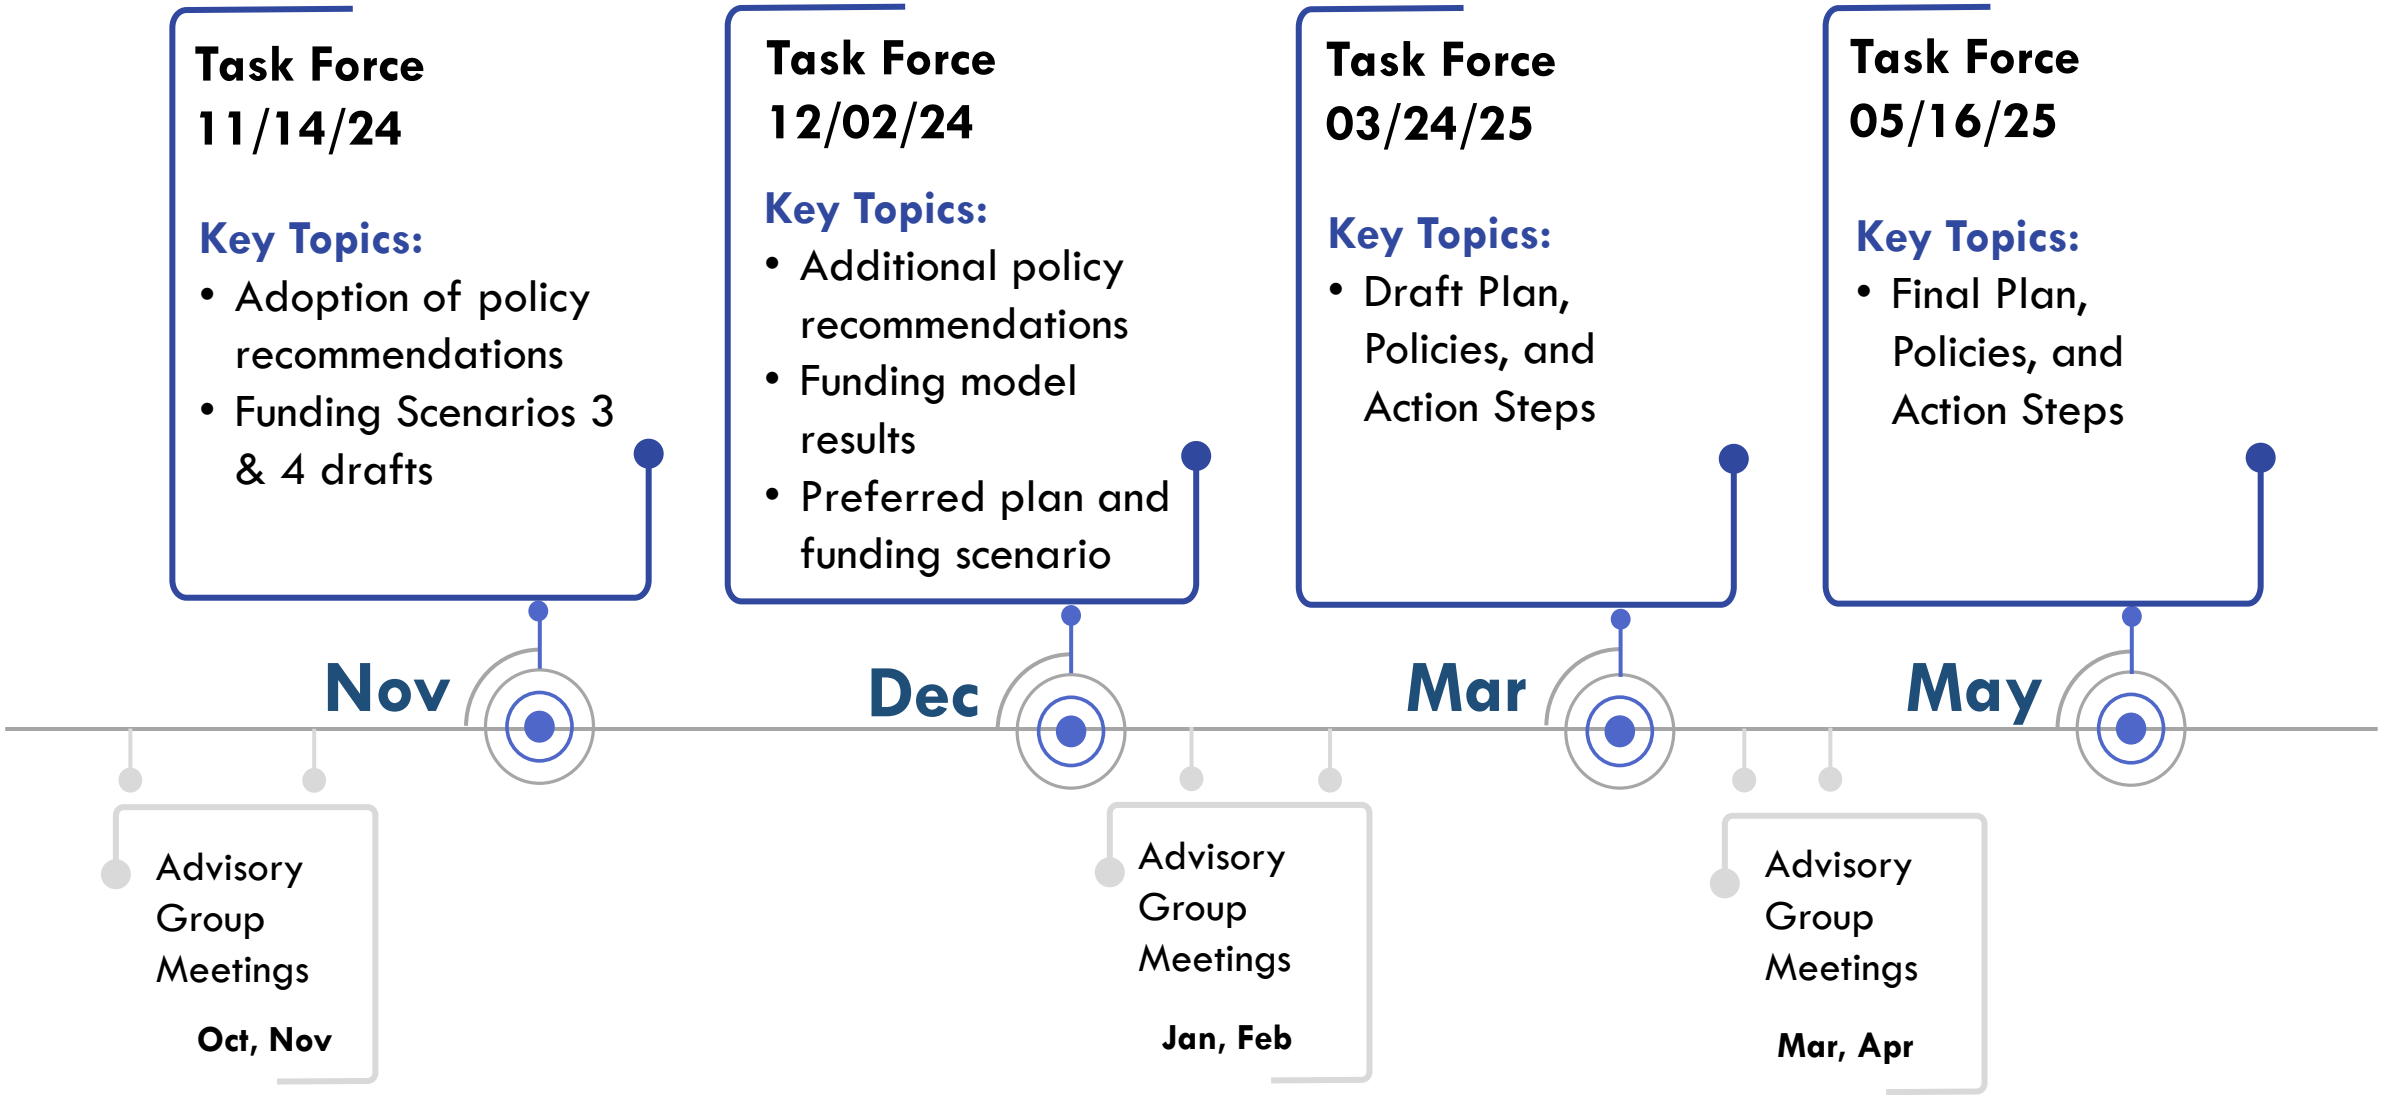 Task Force
11/14/24
Key Topics:
• Adoption of policy
recommendations
• Funding Scenarios 3
& 4 drafts
Task Force
12/02/24
Key Topics:
• Additional policy
recommendations
• Funding model
results
• Preferred plan and
funding scenario
Task Force
03/24/25
Key Topics:
• Draft Plan,
Policies, and
Action Steps
Task Force
05/16/25
Key Topics:
• Final Plan,
Policies, and
Action Steps
Nov
Dec
Mar
May
Advisory
Group
Meetings
Oct, Nov
Advisory
Group
Meetings
Jan, Feb
Advisory
Group
Meetings
Mar, Apr